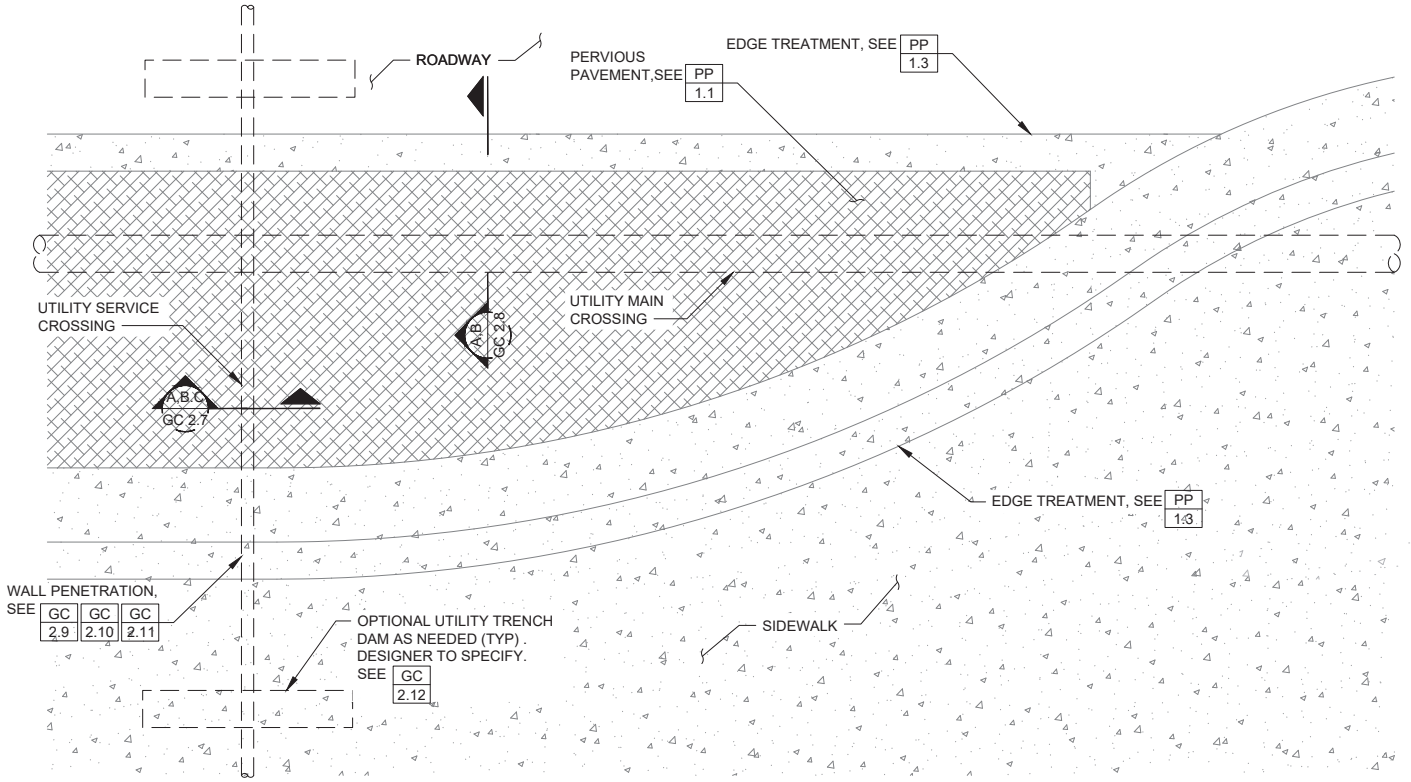 ROADWAY
EDGE TREATMENT, SEE PP
1.3
PERVIOUS
PAVEMENT,SEE PP
1.1
UTILITY SERVICE
CROSSING
UTILITY MAIN
CROSSING
A,B
GC 2.8
A,B,C
GC 2.7
EDGE TREATMENT, SEE PP
1.3
WALL PENETRATION,
SEE GC GC GC
2.9 2.10 2.11
OPTIONAL UTILITY TRENCH
DAM AS NEEDED (TYP) .
DESIGNER TO SPECIFY.
SEE GC
2.12
SIDEWALK